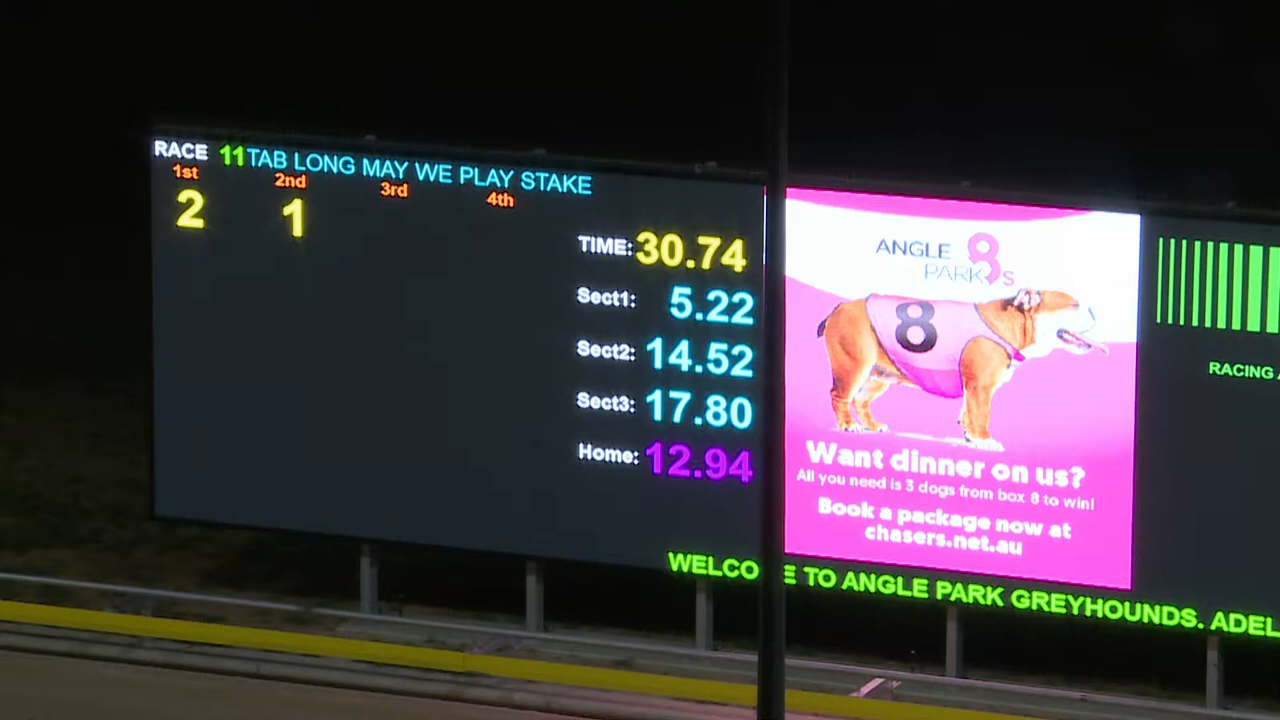 RACE 11 TAB LONG MAY WE PLAY STAKE
1st 2nd 3rd 4th
2 1
TIME: 30.74
Sect1: 5.22
Sect2: 14.52
Sect3: 17.80
Home: 12.94
ANGLE 8s
PARK
8
Want dinner on us?
All you need is 3 dogs from box 8 to win!
Book a package now at
chasers.net.au
RACING
WELCO E TO ANGLE PARK GREYHOUNDS. ADEL